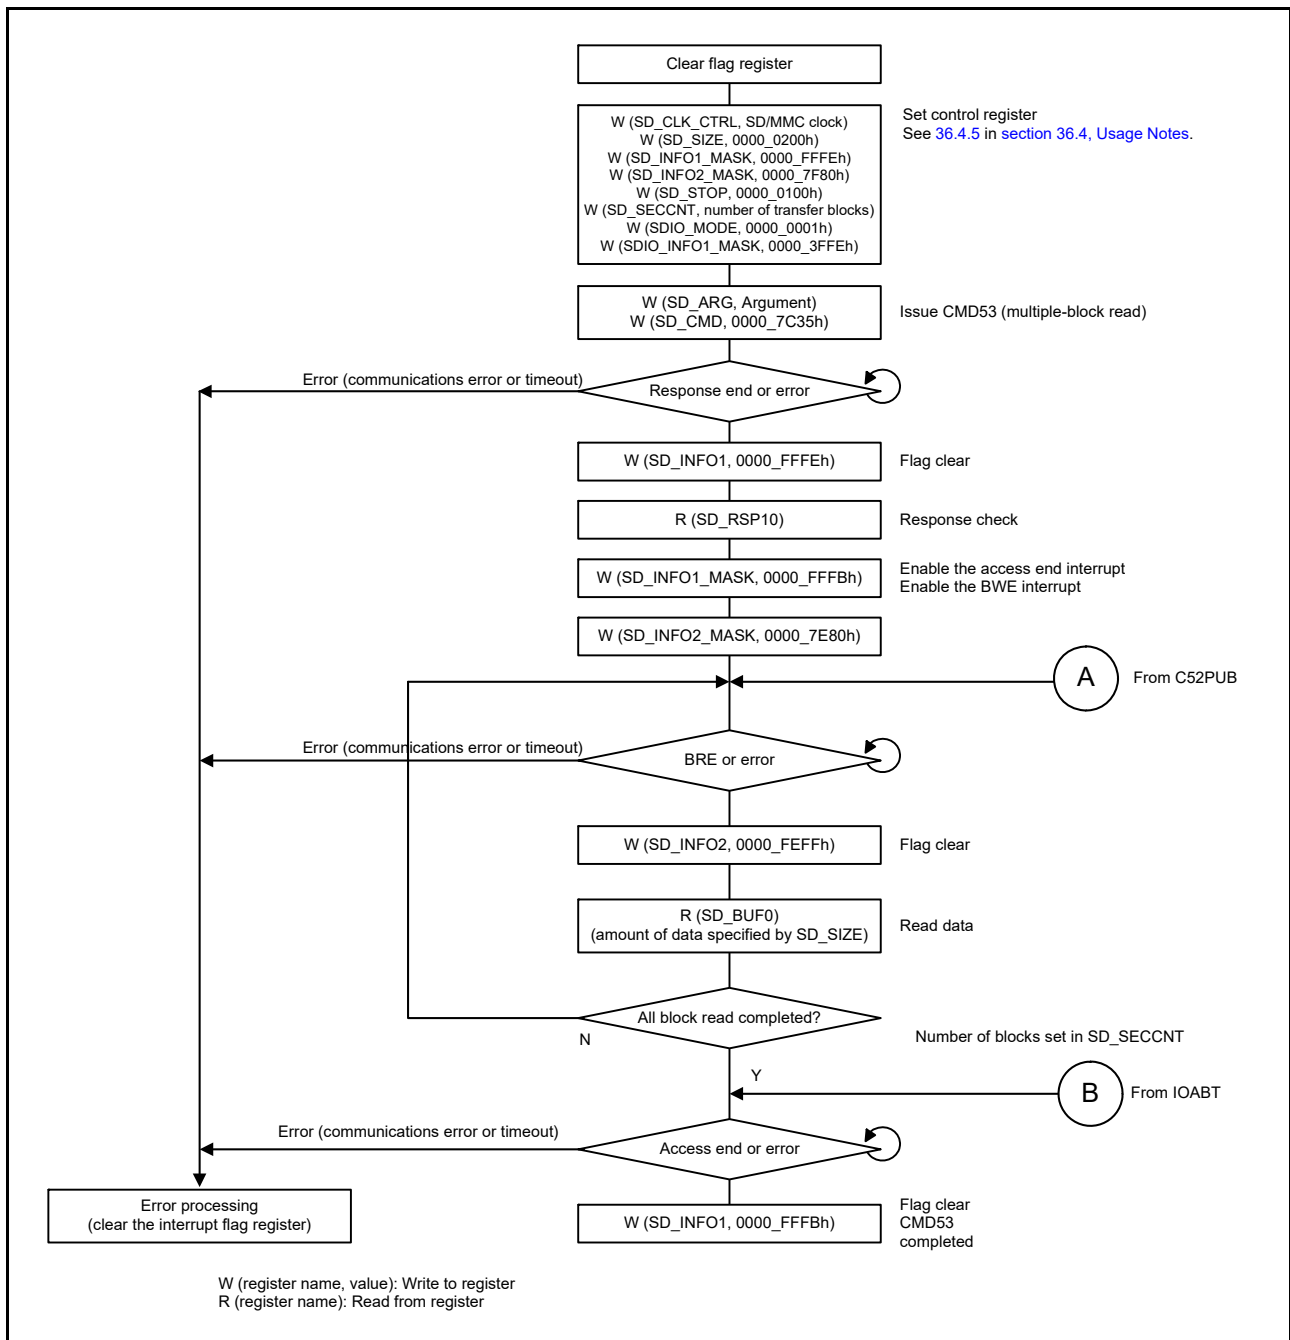 Clear flag register
W (SD_CLK_CTRL, SD/MMC clock)
W (SD_SIZE, 0000_0200h)
W (SD_INFO1_MASK, 0000_FFFEh)
W (SD_INFO2_MASK, 0000_7F80h)
W (SD_STOP, 0000_0100h)
W (SD_SECCNT, number of transfer blocks)
W (SDIO_MODE, 0000_0001h)
W (SDIO_INFO1_MASK, 0000_3FFEh)
Set control register
See 36.4.5 in section 36.4, Usage Notes.
W (SD_ARG, Argument)
W (SD_CMD, 0000_7C35h)
Issue CMD53 (multiple-block read)
Error (communications error or timeout)
Response end or error
W (SD_INFO1, 0000_FFFEh)
Flag clear
R (SD_RSP10)
Response check
W (SD_INFO1_MASK, 0000_FFFBh)
Enable the access end interrupt
Enable the BWE interrupt
W (SD_INFO2_MASK, 0000_7E80h)
A
From C52PUB
Error (communications error or timeout)
BRE or error
W (SD_INFO2, 0000_FEFFh)
Flag clear
R (SD_BUF0)
(amount of data specified by SD_SIZE)
Read data
All block read completed?
N
Number of blocks set in SD_SECCNT
Y
B
From IOABT
Error (communications error or timeout)
Access end or error
Error processing
(clear the interrupt flag register)
W (SD_INFO1, 0000_FFFBh)
Flag clear
CMD53
completed
W (register name, value): Write to register
R (register name): Read from register